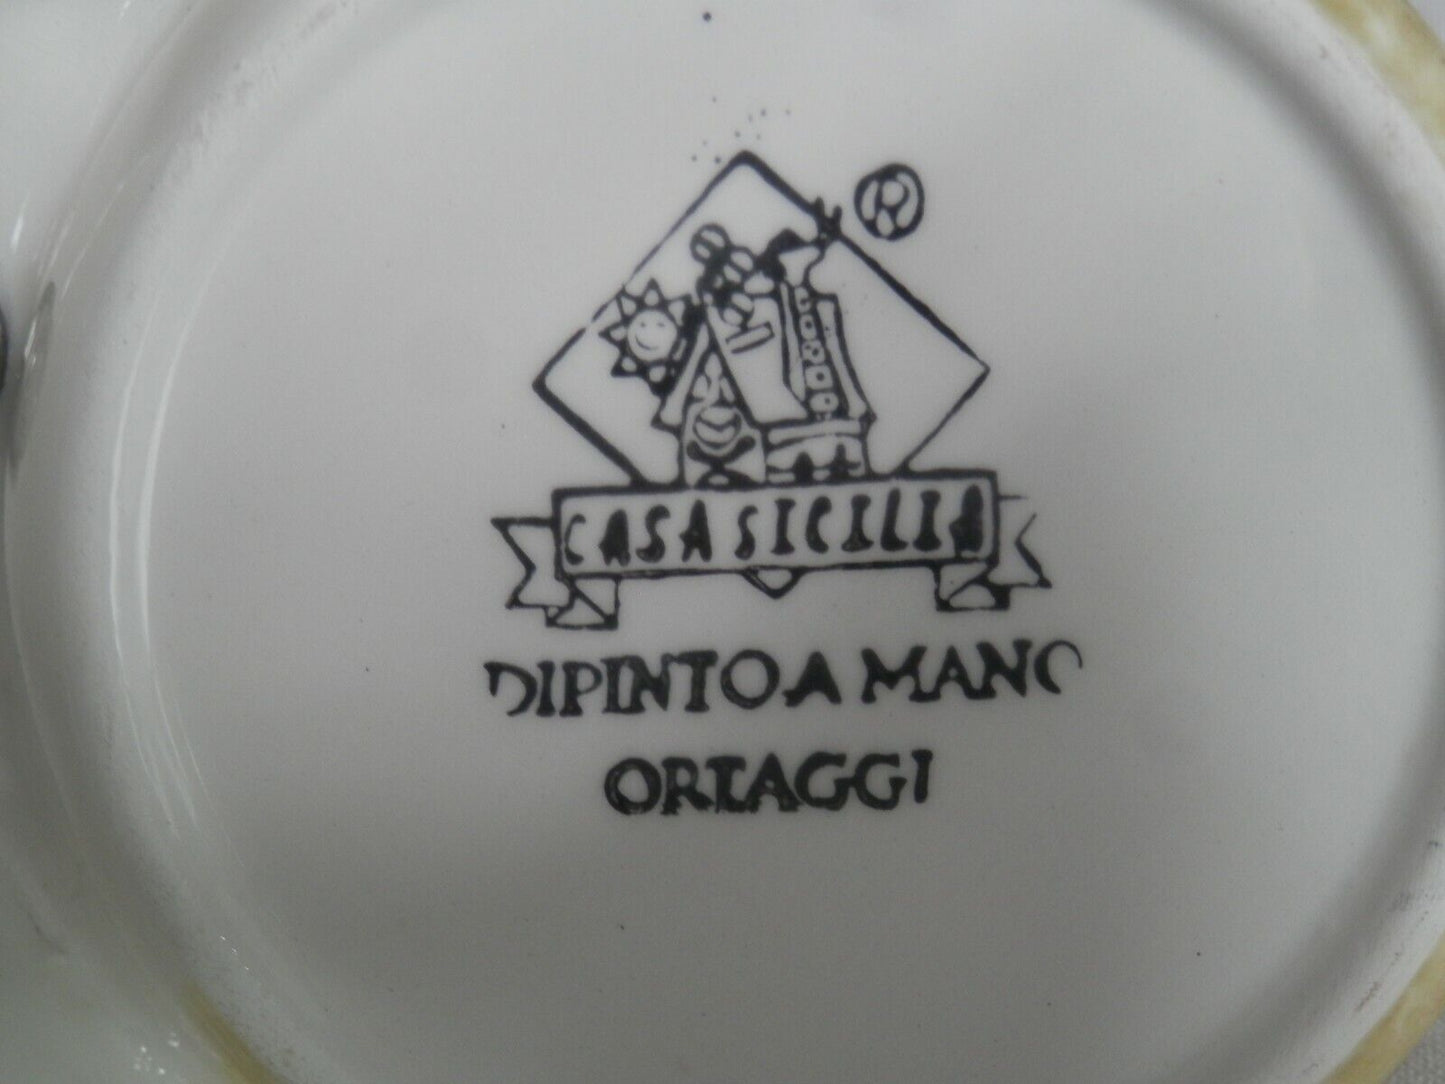 ®
CASA SICILIA
DIPINTO A MANO
ORTAGGI